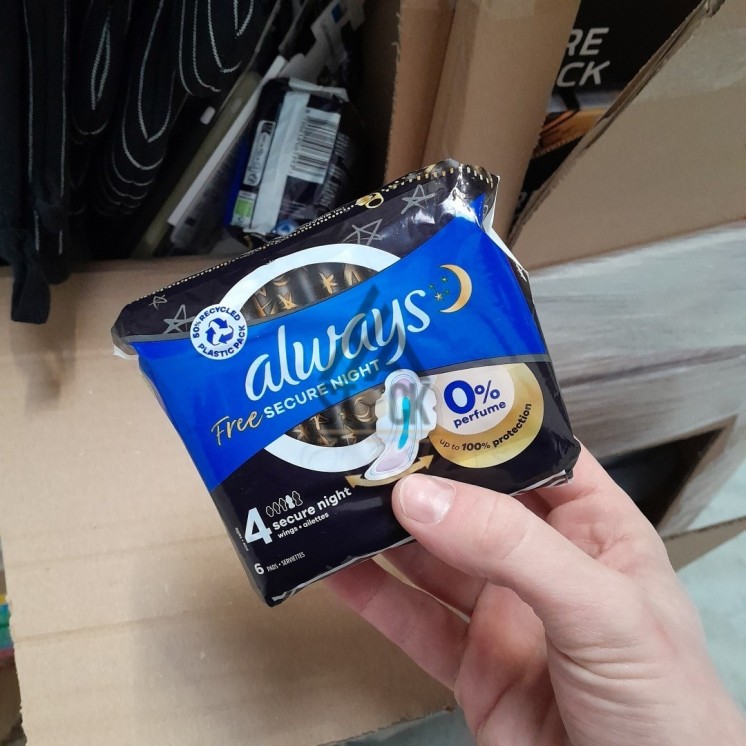 RE
CK
50% RECYCLED
PLASTIC PACK
always
Free SECURE NIGHT
0%
perfume
up to 100% protection
4 secure night
wings • ailettes
6 PADS • SERVIETTES